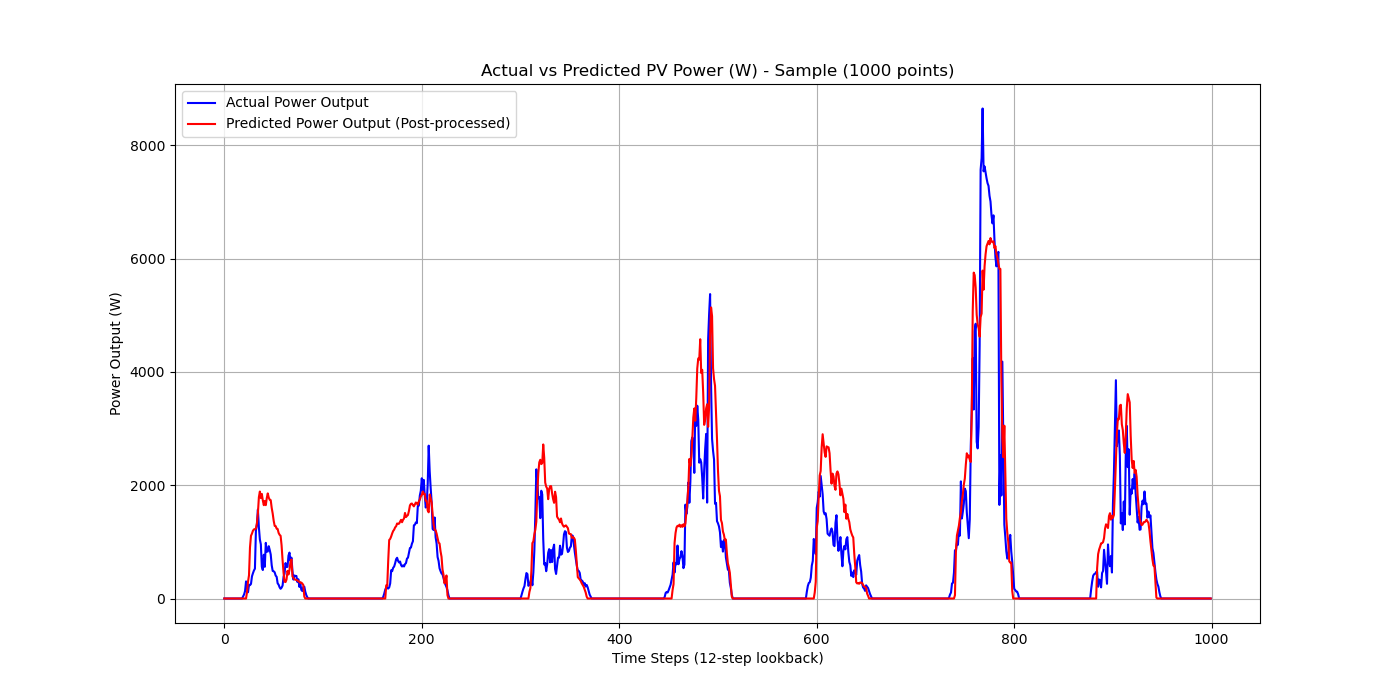 Actual vs Predicted PV Power (W) - Sample (1000 points)
Actual Power Output
Predicted Power Output (Post-processed)
8000
6000
4000
2000
0
Power Output (W)
0 200 400 600 800 1000
Time Steps (12-step lookback)